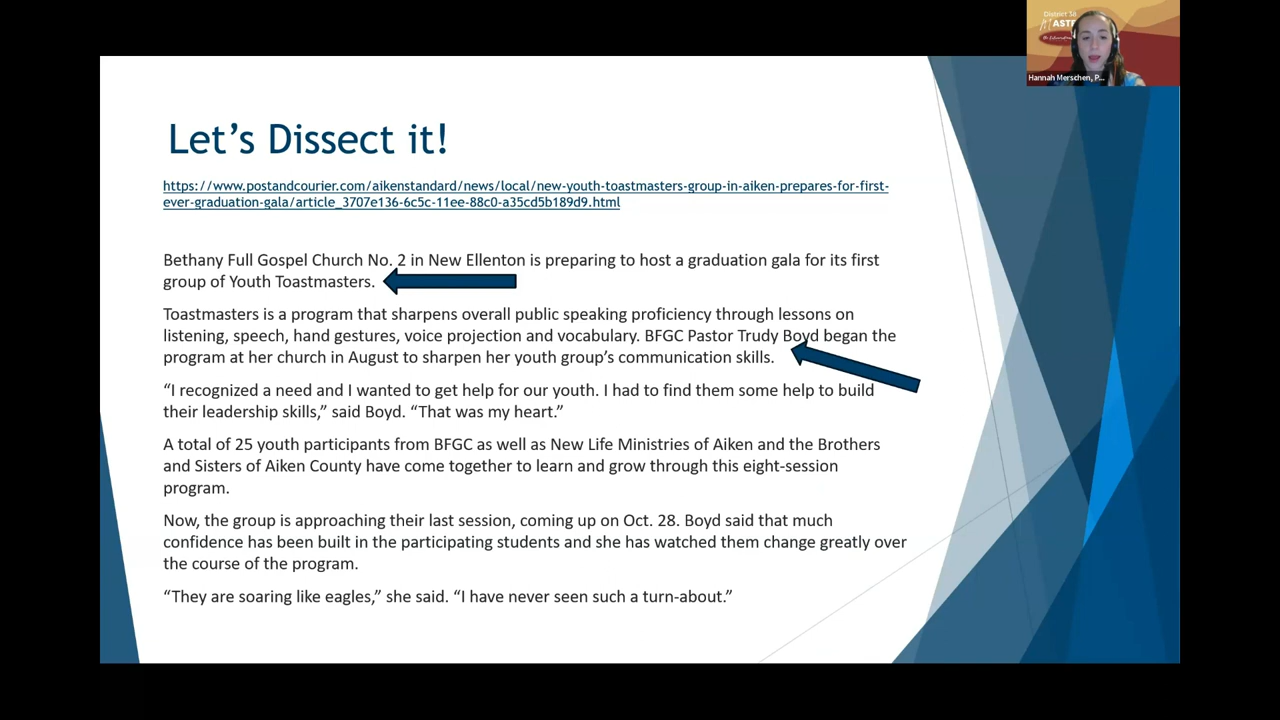 District 58
MASTE
Hannah Merschen, P...
Let's Dissect it!
https://www.postandcourier.com/aikenstandard/news/local/new-youth-toastmasters-group-in-aiken-prepares-for-first-
ever-graduation-gala/article_3707e136-6c5c-11ee-88c0-a35cd5b189d9.html
Bethany Full Gospel Church No. 2 in New Ellenton is preparing to host a graduation gala for its first
group of Youth Toastmasters.
Toastmasters is a program that sharpens overall public speaking proficiency through lessons on
listening, speech, hand gestures, voice projection and vocabulary. BFGC Pastor Trudy Boyd began the
program at her church in August to sharpen her youth group's communication skills.
“I recognized a need and I wanted to get help for our youth. I had to find them some help to build
their leadership skills,” said Boyd. “That was my heart.”
A total of 25 youth participants from BFGC as well as New Life Ministries of Aiken and the Brothers
and Sisters of Aiken County have come together to learn and grow through this eight-session
program.
Now, the group is approaching their last session, coming up on Oct. 28. Boyd said that much
confidence has been built in the participating students and she has watched them change greatly over
the course of the program.
“They are soaring like eagles,” she said. “I have never seen such a turn-about.”